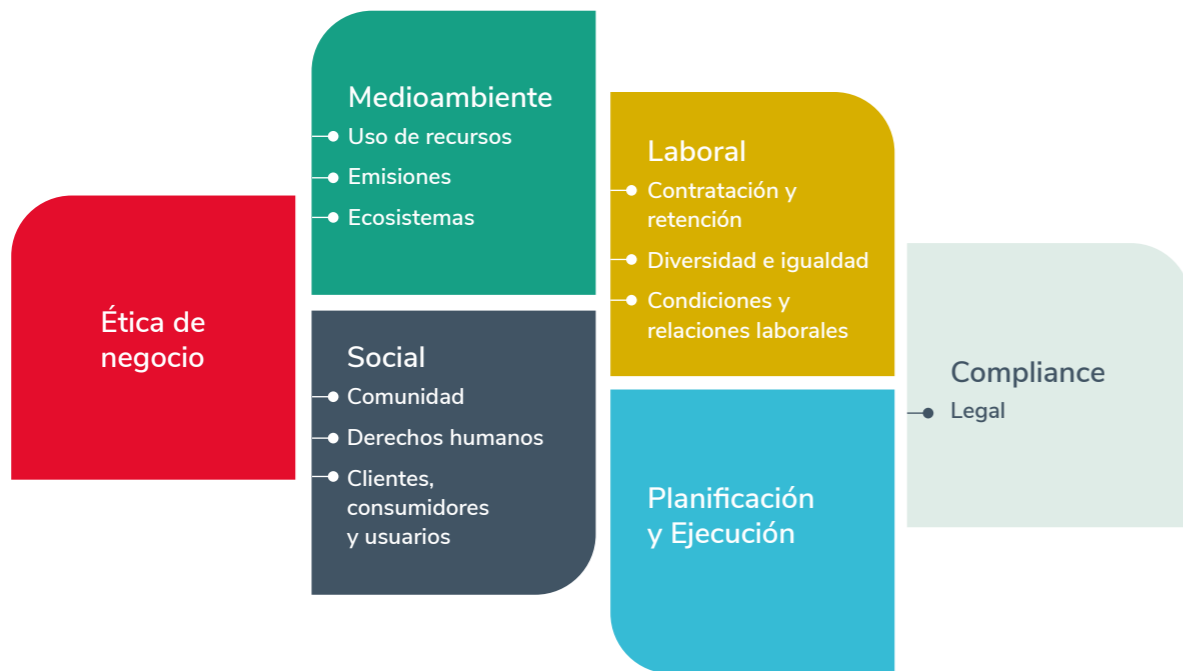 Ética de
negocio
Medioambiente
Uso de recursos
Emisiones
Ecosistemas
Social
Comunidad
Derechos humanos
Clientes,
consumidores
y usuarios
Laboral
Contratación y
retención
Diversidad e igualdad
Condiciones y
relaciones laborales
Planificación
y Ejecución
Compliance
Legal